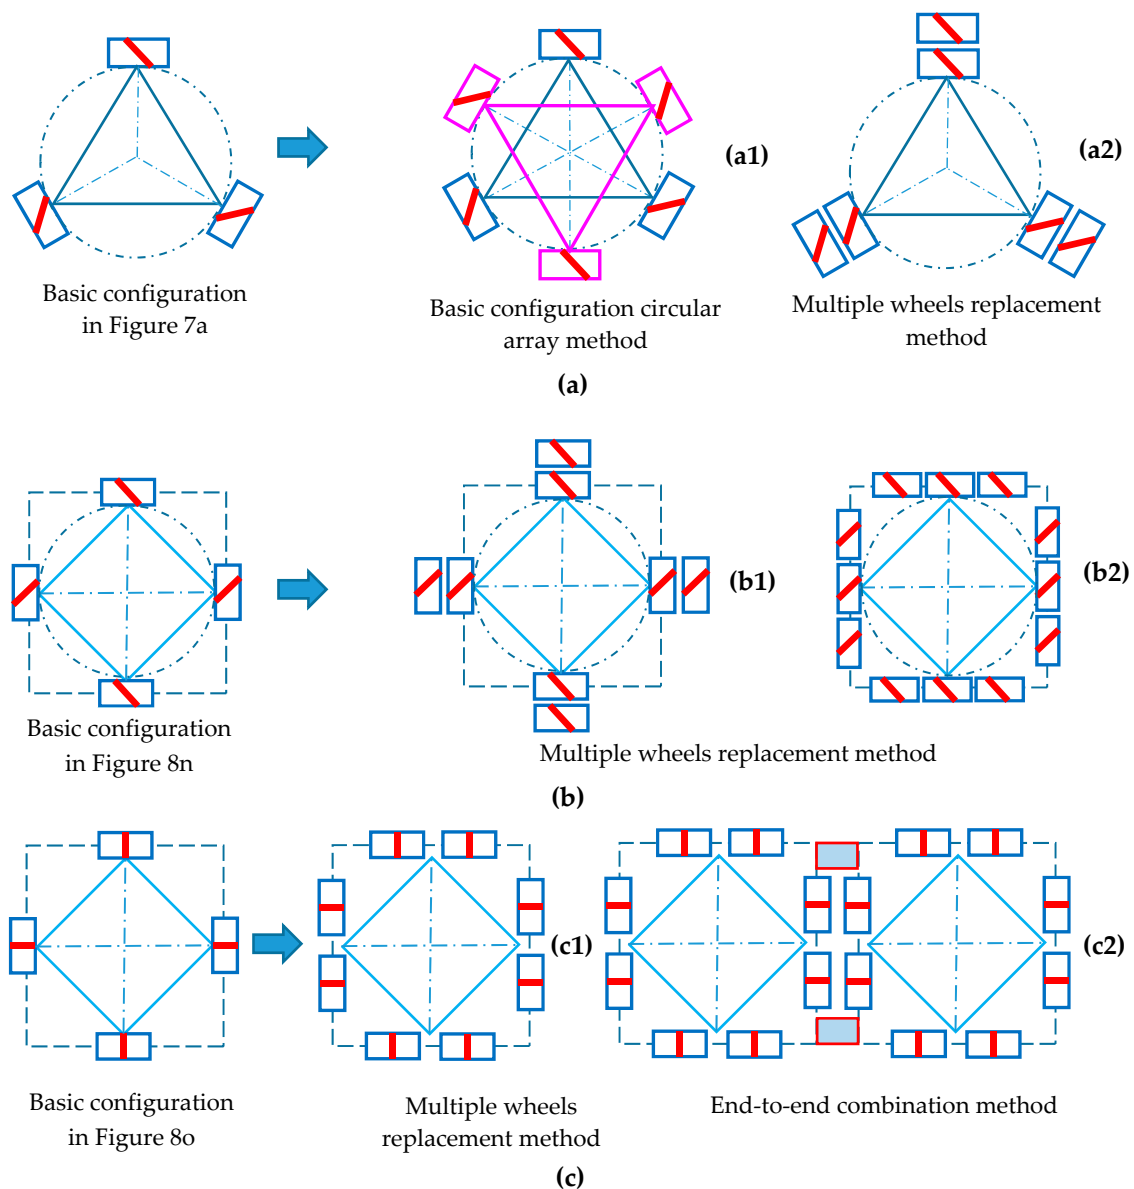 (a1)
(a2)
Basic configuration
in Figure 7a
Basic configuration circular
array method
Multiple wheels replacement
method
(a)
(b1)
(b2)
Basic configuration
in Figure 8n
Multiple wheels replacement method
(b)
(c1)
(c2)
Basic configuration
in Figure 8o
Multiple wheels
replacement method
End-to-end combination method
(c)